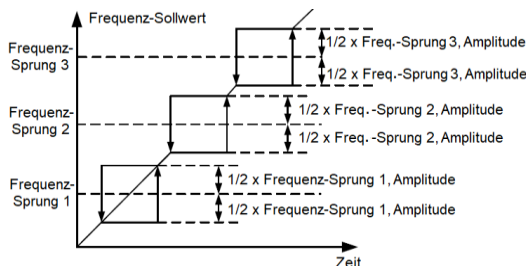 Frequenz-Sollwert
Frequenz-
Sprung 3
1/2 x Freq.-Sprung 3, Amplitude
1/2 x Freq.-Sprung 3, Amplitude
Frequenz-
Sprung 2
1/2 x Freq.-Sprung 2, Amplitude
1/2 x Freq.-Sprung 2, Amplitude
Frequenz-
Sprung 1
1/2 x Frequenz-Sprung 1, Amplitude
1/2 x Frequenz-Sprung 1, Amplitude
Zeit